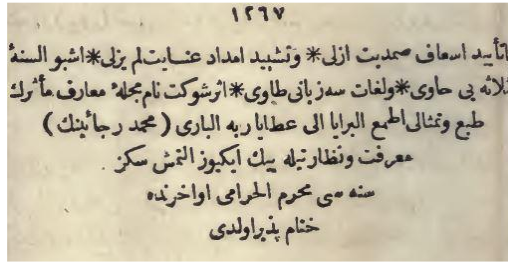 ١٢٦٧
بتأييد اسعاف صمديت ازلى * وتشييد امداد عنايت لم يزلى * اشبو السنهٔ
ثلاثه يى حاوى * ولغات سه زبانى طاوى * اثر شوكت نام مجلهٔ معارف مأثرك
طبع وتمثالى اطمع البرايا الى عطايا ربه البارى ( محمد رجائينك )
معرفت ونظارتيله بيك ايكيوز التمش سكز
سنه سى محرم الحرامى اواخرنده
ختام پذير اولدى